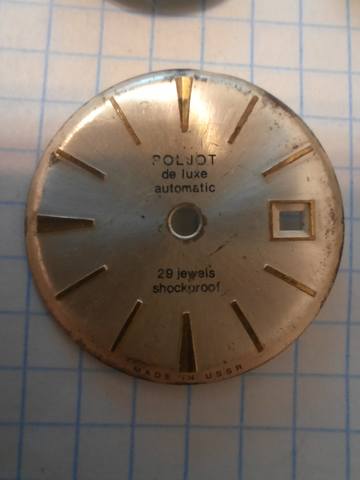 POLJOT
de luxe
automatic
29 jewels
shockproof
MADE IN USSR